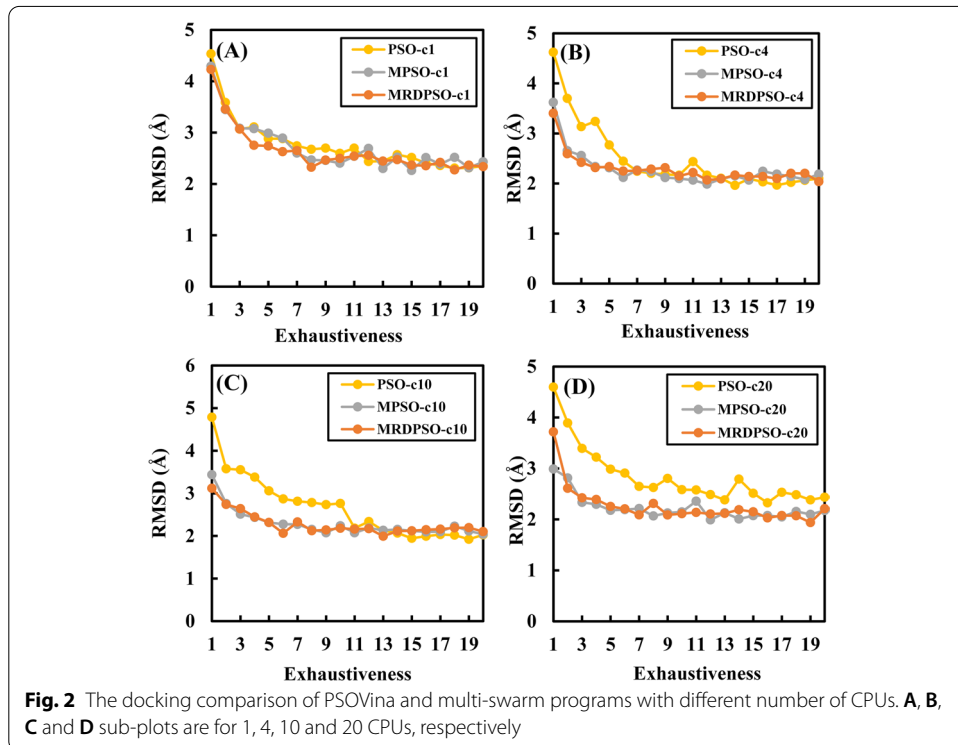 (A)
PSO-c1
MPSO-c1
MRDPSO-c1
RMSD (Å)
5
4
3
2
1
0
1 3 5 7 9 11 13 15 17 19
Exhaustiveness
(B)
PSO-c4
MPSO-c4
MRDPSO-c4
RMSD (Å)
5
4
3
2
1
0
1 3 5 7 9 11 13 15 17 19
Exhaustiveness
(C)
PSO-c10
MPSO-c10
MRDPSO-c10
RMSD (Å)
6
5
4
3
2
1
0
1 3 5 7 9 11 13 15 17 19
Exhaustiveness
(D)
PSO-c20
MPSO-c20
MRDPSO-c20
RMSD (Å)
5
4
3
2
1
0
1 3 5 7 9 11 13 15 17 19
Exhaustiveness
Fig. 2 The docking comparison of PSOVina and multi-swarm programs with different number of CPUs. A, B,
C and D sub-plots are for 1, 4, 10 and 20 CPUs, respectively